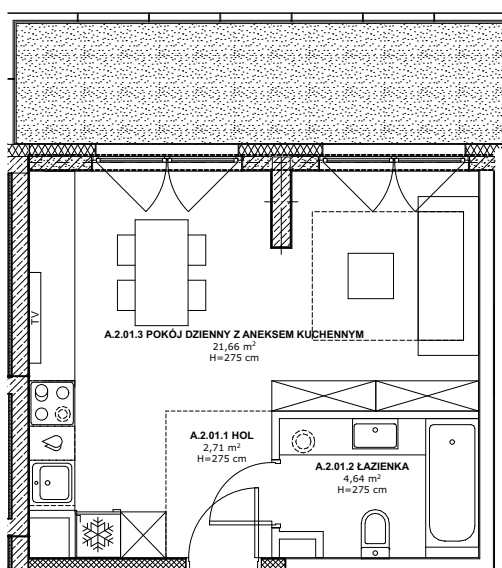 TV
A.2.01.3 POKÓJ DZIENNY Z ANEKSEM KUCHENNYM
21,66 m²
H=275 cm
A.2.01.1 HOL
2,71 m²
H=275 cm
A.2.01.2 ŁAZIENKA
4,64 m²
H=275 cm